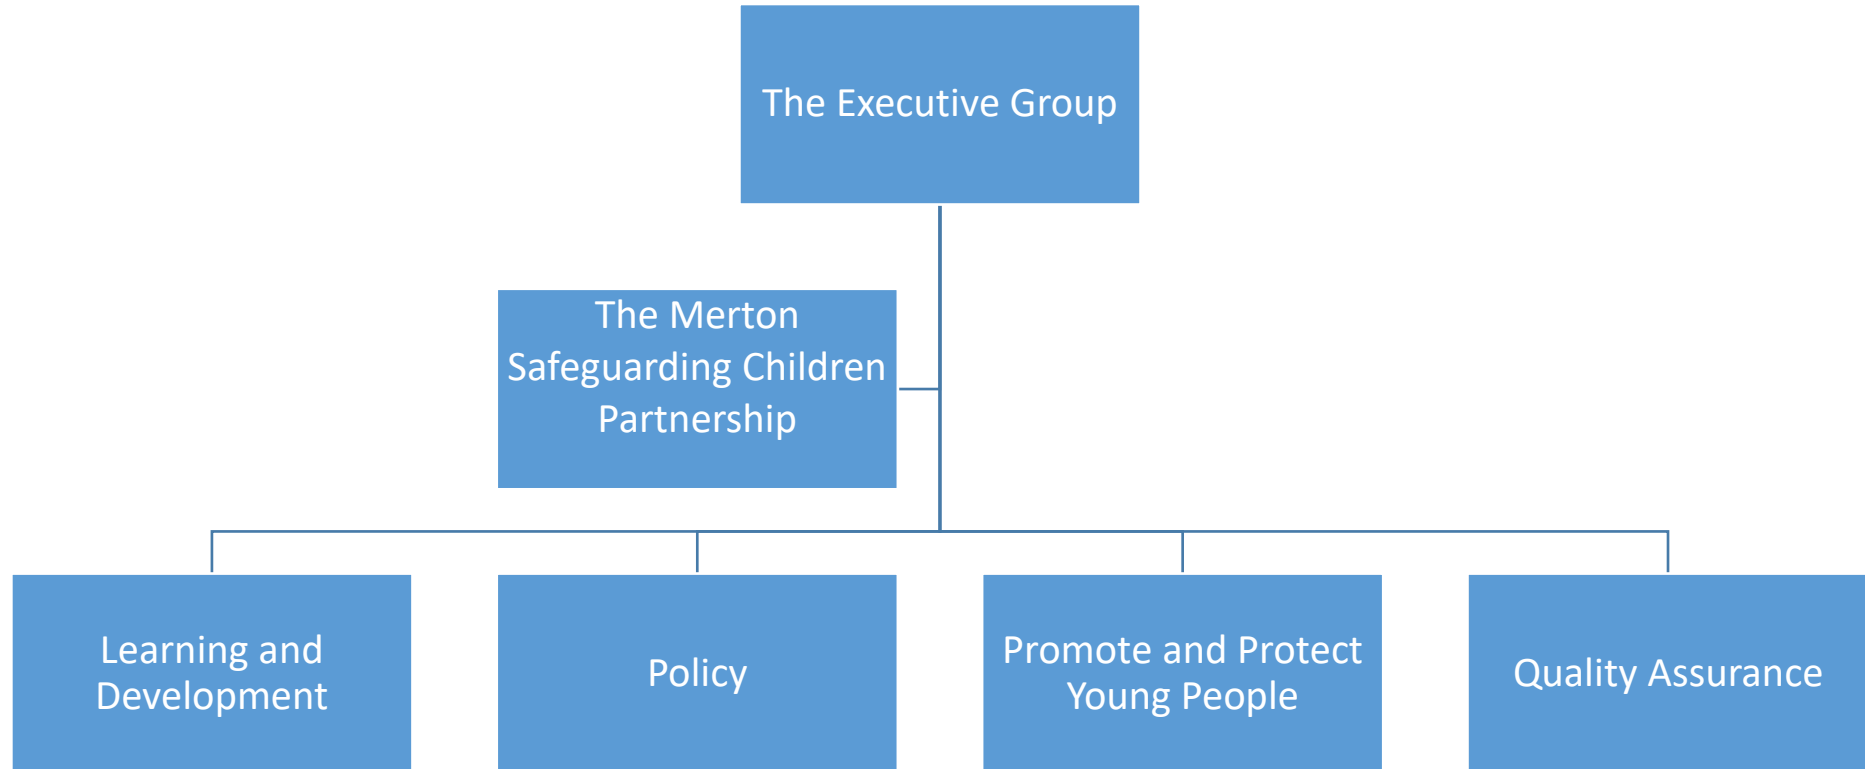 The Executive Group
The Merton
Safeguarding Children
Partnership
Learning and
Development
Policy
Promote and Protect
Young People
Quality Assurance